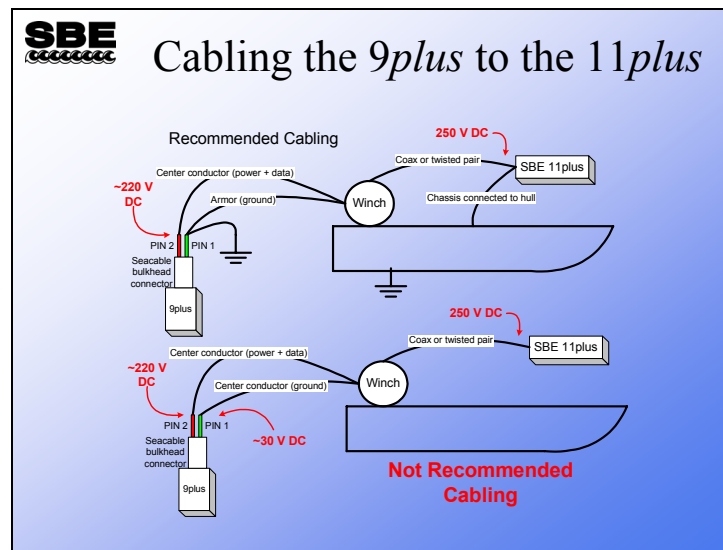 SBE
Cabling the 9plus to the 11plus
Recommended Cabling
250 V DC
Coax or twisted pair
SBE 11plus
Center conductor (power + data)
~220 V
DC
Armor (ground)
Winch
Chassis connected to hull
PIN 2
PIN 1
Seacable
bulkhead
connector
9plus
250 V DC
Coax or twisted pair
SBE 11plus
Center conductor (power + data)
~220 V
DC
Center conductor (ground)
Winch
PIN 2
PIN 1
~30 V DC
Seacable
bulkhead
connector
9plus
Not Recommended
Cabling